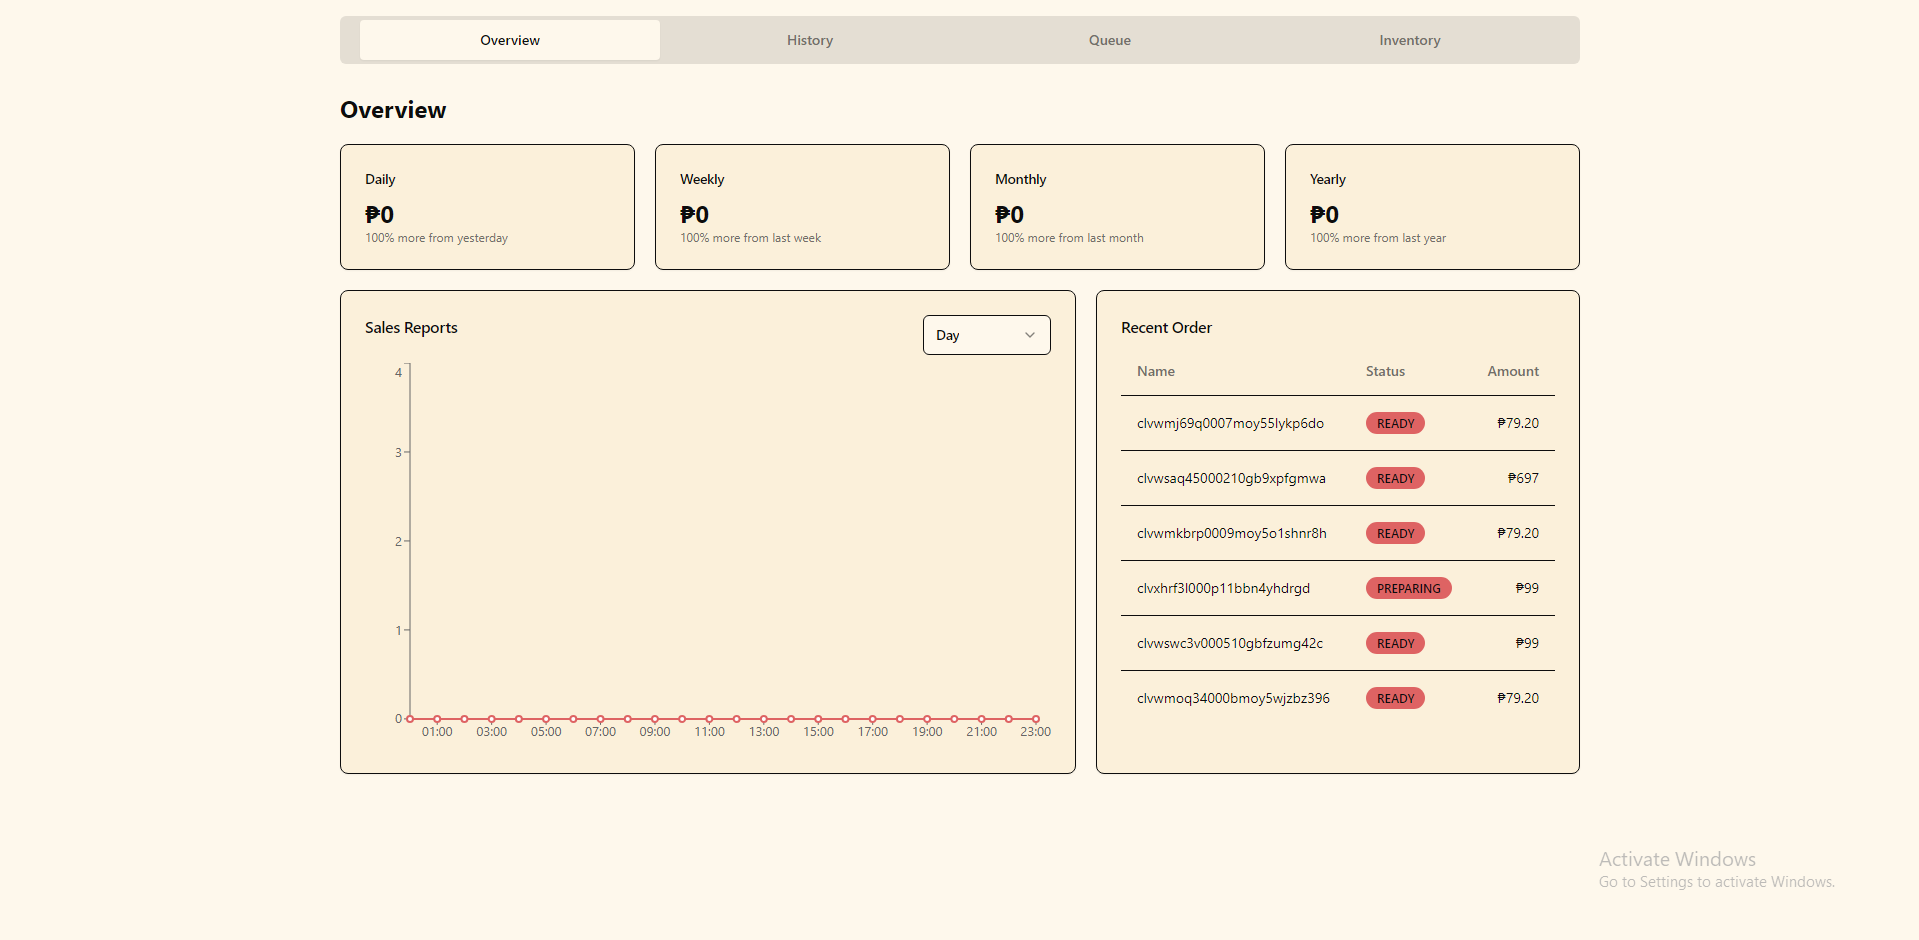 Overview History Queue Inventory
Overview
Daily
₱0
100% more from yesterday
Weekly
₱0
100% more from last week
Monthly
₱0
100% more from last month
Yearly
₱0
100% more from last year
Sales Reports
Day
4
3
2
1
0
01:00 03:00 05:00 07:00 09:00 11:00 13:00 15:00 17:00 19:00 21:00 23:00
Recent Order
Name Status Amount
clvwmj69q0007moy55lykp6do READY ₱79.20
clvwsaq45000210gb9xpfgmwa READY ₱697
clvwmkbrp0009moy5o1shnr8h READY ₱79.20
clvxhrf3l000p11bbn4yhdrgd PREPARING ₱99
clvwswc3v000510gbfzumg42c READY ₱99
clvwmoq34000bmoy5wjzbz396 READY ₱79.20
Activate Windows
Go to Settings to activate Windows.